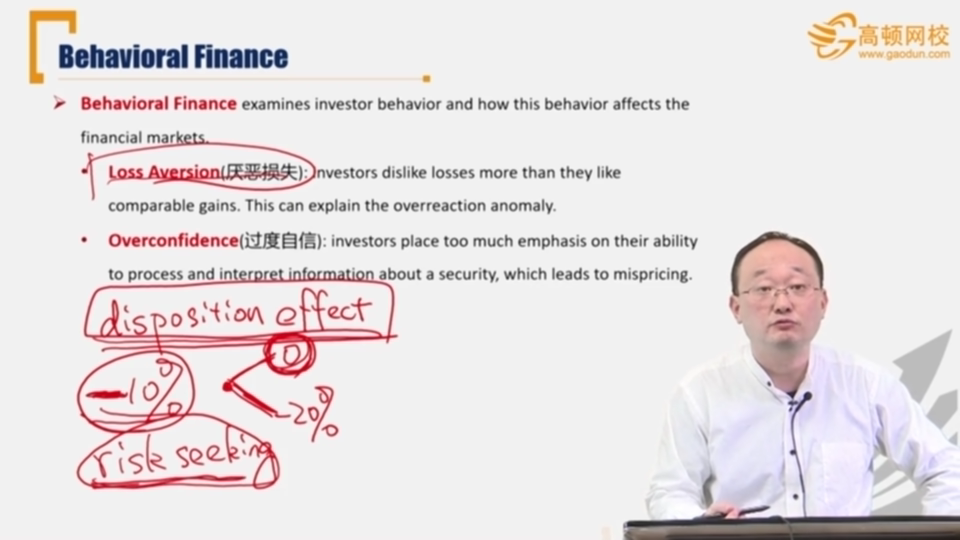 Behavioral Finance
高顿网校
www.gaodun.com
Behavioral Finance examines investor behavior and how this behavior affects the
financial markets.
Loss Aversion(厌恶损失): investors dislike losses more than they like
comparable gains. This can explain the overreaction anomaly.
Overconfidence(过度自信): investors place too much emphasis on their ability
to process and interpret information about a security, which leads to mispricing.
disposition effect
0
-10%
-20%
risk seeking